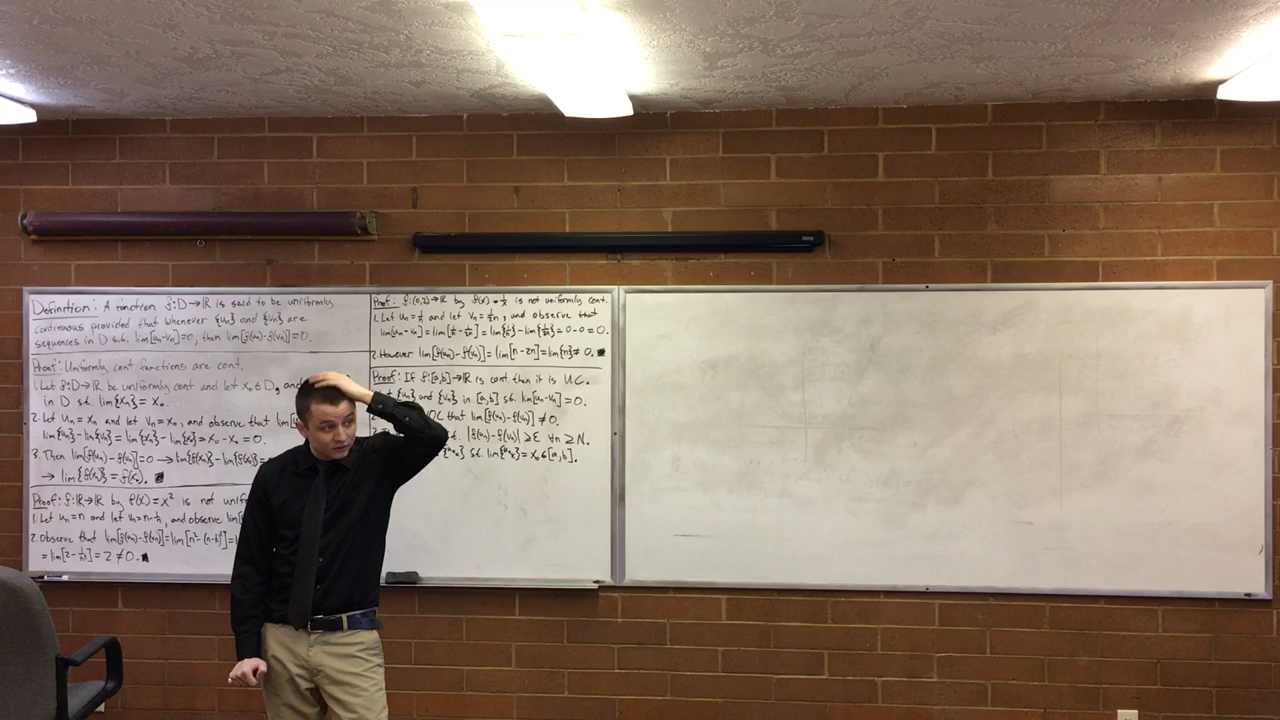 Definition: A function f:D→ℝ is said to be uniformly
continuous provided that whenever {uₙ} and {vₙ} are
sequences in D s.t. lim[uₙ-vₙ]=0, then lim[f(uₙ)-f(vₙ)]=0.
Proof: Uniformly cont functions are cont.
1. Let f:D→ℝ be uniformly cont and let x₀∈D, and
in D s.t. lim{xₙ}=x₀.
2. Let uₙ=xₙ and let vₙ=x₀, and observe that lim[u
lim{uₙ}-lim{vₙ}=lim{xₙ}-lim{x₀}=x₀-x₀=0.
3. Then lim[f(uₙ)-f(vₙ)]=0→lim{f(xₙ)}-lim{f(x₀)}=
→ lim{f(xₙ)}=f(x₀). ■
Proof: f:ℝ→ℝ by f(x)=x² is not unif
1. Let uₙ=n and let vₙ=n-1/n, and observe lim[
2. Observe that lim[f(uₙ)-f(vₙ)]=lim[n²-(n-1/n)²]=
=lim[2-1/n²]=2≠0. ■
Proof: f:(0,2)→ℝ by f(x)=1/x is not uniformly cont.
1. Let uₙ=1/n and let vₙ=1/2n, and observe that
lim[uₙ-vₙ]=lim[1/n-1/2n]=lim{1/n}-lim{1/2n}=0-0=0.
2. However lim[f(uₙ)-f(vₙ)]=lim[n-2n]=lim{n}≠0. ■
Proof: If f:[a,b]→ℝ is cont. then it is UC.
{uₙ} and {vₙ} in [a,b] s.t. lim[uₙ-vₙ]=0.
that lim[f(uₙ)-f(vₙ)]≠0.
s.t. |f(uₙ)-f(vₙ)|≥ε ∀n≥N.
s.t. =x₀∈[a,b].